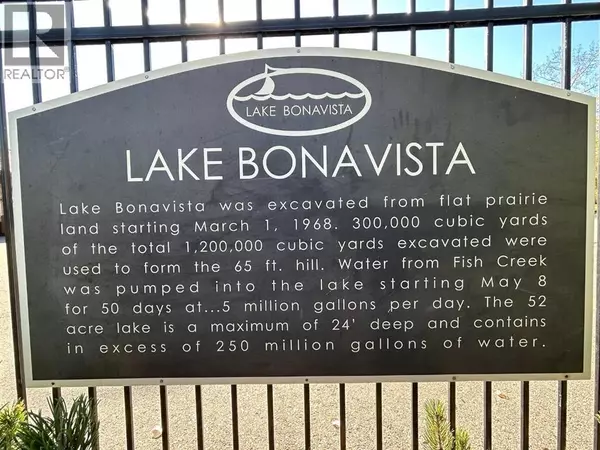 REALTOR
LAKE BONAVISTA
LAKE BONAVISTA
Lake Bonavista was excavated from flat prairie
land starting March 1, 1968. 300,000 cubic yards
of the total 1,200,000 cubic yards excavated were
used to form the 65 ft. hill. Water from Fish Creek
was pumped into the lake starting May 8
for 50 days at...5 million gallons per day. The 52
acre lake is a maximum of 24' deep and contains
in excess of 250 million gallons of water.